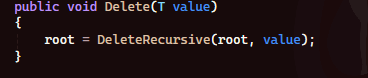 public void Delete(T value)
{
    root = DeleteRecursive(root, value);
}